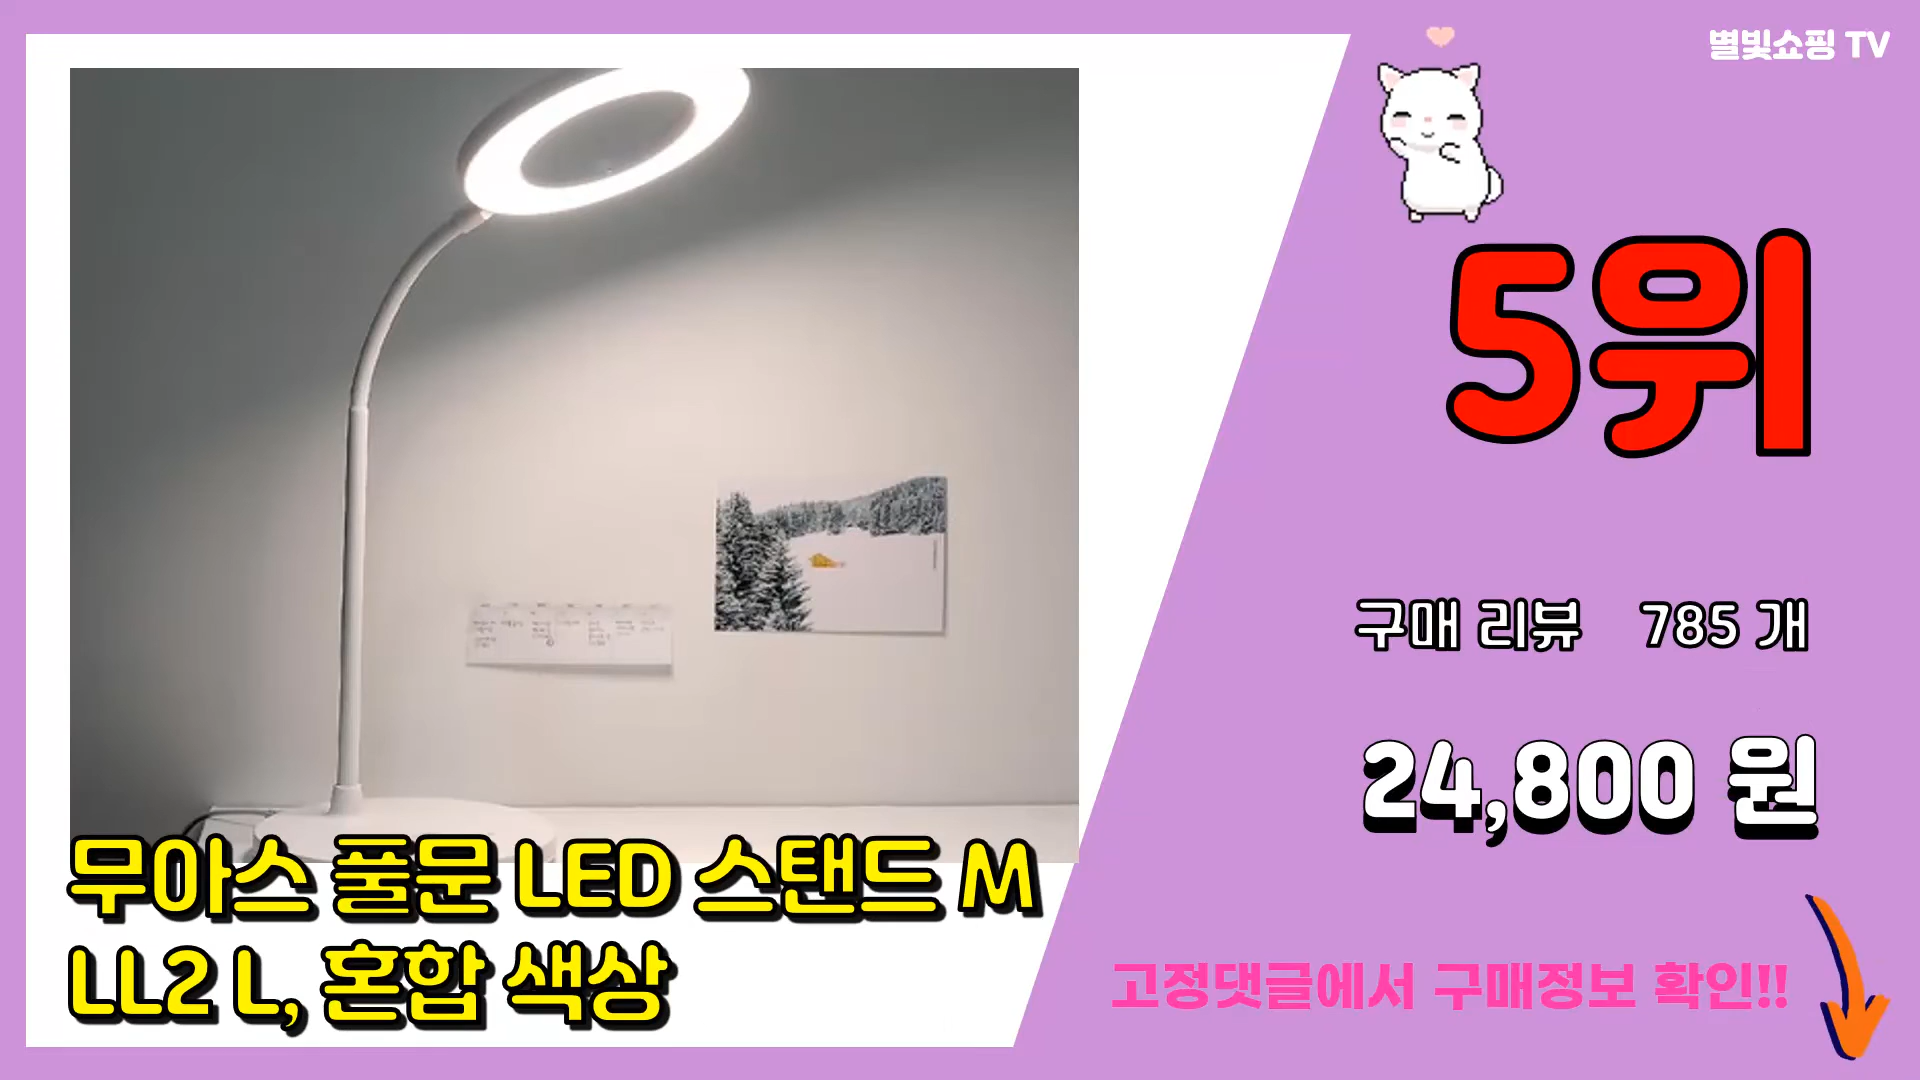 별빛쇼핑 TV
5위
구매 리뷰 785 개
24,800 원
무아스 풀문 LED 스탠드 M
LL2 L, 혼합 색상
고정댓글에서 구매정보 확인!!